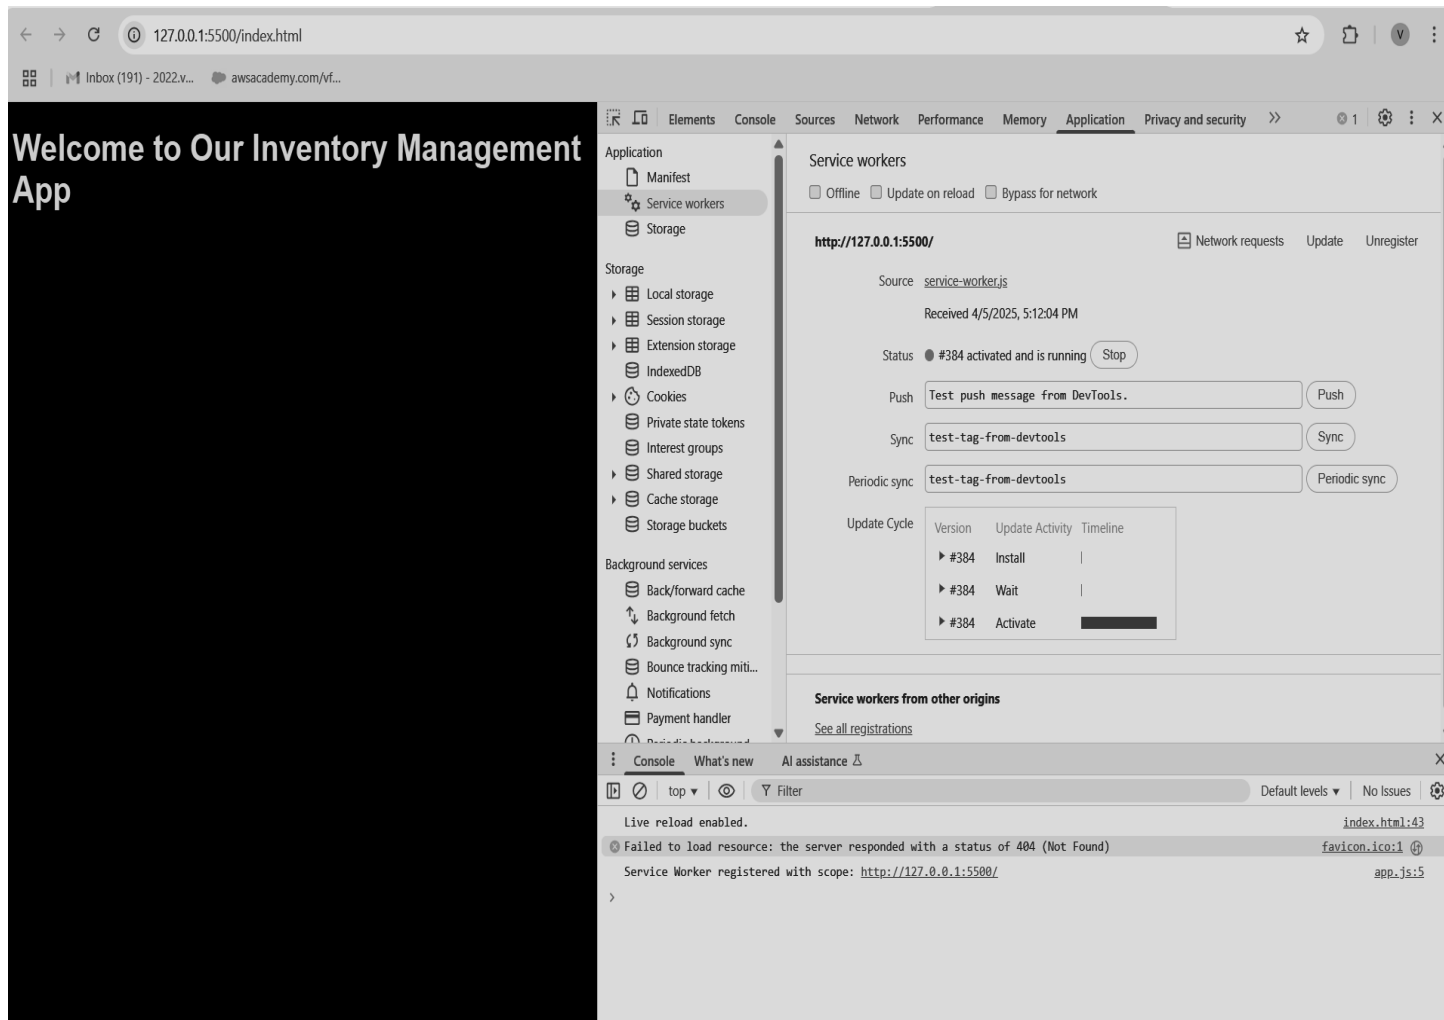 127.0.0.1:5500/index.html
V
Inbox (191) - 2022.v... awsacademy.com/vf...
Welcome to Our Inventory Management
App
Elements Console Sources Network Performance Memory Application Privacy and security 1
Application
Manifest
Service workers
Storage
Storage
Local storage
Session storage
Extension storage
IndexedDB
Cookies
Private state tokens
Interest groups
Shared storage
Cache storage
Storage buckets
Background services
Back/forward cache
Background fetch
Background sync
Bounce tracking miti...
Notifications
Payment handler
Service workers
Offline Update on reload Bypass for network
http://127.0.0.1:5500/ Network requests Update Unregister
Source service-worker.js
Received 4/5/2025, 5:12:04 PM
Status #384 activated and is running Stop
Push Test push message from DevTools. Push
Sync test-tag-from-devtools Sync
Periodic sync test-tag-from-devtools Periodic sync
Update Cycle Version Update Activity Timeline
#384 Install
#384 Wait
#384 Activate
Service workers from other origins
See all registrations
Console What's new AI assistance
top Filter Default levels No Issues
Live reload enabled. index.html:43
Failed to load resource: the server responded with a status of 404 (Not Found) favicon.ico:1
Service Worker registered with scope: http://127.0.0.1:5500/ app.js:5